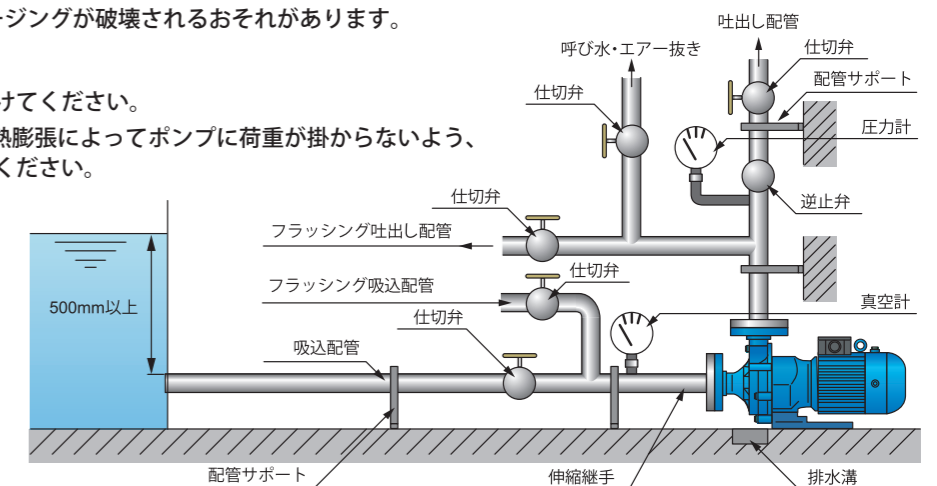 ージングが破壊されるおそれがあります。
けてください。
熱膨張によってポンプに荷重が掛からないよう、
ください。
吐出し配管
呼び水・エアー抜き
仕切弁
仕切弁
配管サポート
圧力計
逆止弁
仕切弁
フラッシング吐出し配管
フラッシング吸込配管
仕切弁
真空計
500mm以上
仕切弁
吸込配管
配管サポート
伸縮継手
排水溝